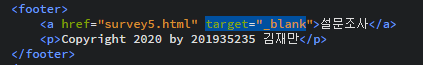 <footer>
<a href="survey5.html" target="_blank">설문조사</a>
<p>Copyright 2020 by 201935235 김재만</p>
</footer>